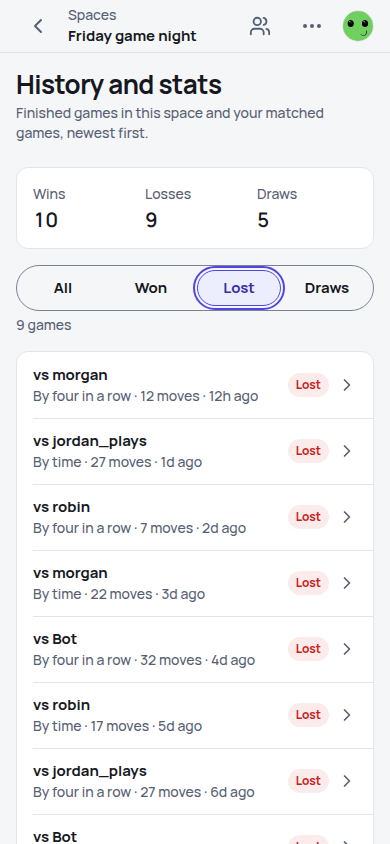 Spaces
Friday game night
History and stats
Finished games in this space and your matched
games, newest first.
Wins
Losses
Draws
10
9
5
All
Won
Lost
Draws
9 games
vs morgan
By four in a row · 12 moves · 12h ago
Lost
vs jordan_plays
By time · 27 moves · 1d ago
Lost
vs robin
By four in a row · 7 moves · 2d ago
Lost
vs morgan
By time · 22 moves · 3d ago
Lost
vs Bot
By four in a row · 32 moves · 4d ago
Lost
vs robin
By time · 17 moves · 5d ago
Lost
vs jordan_plays
By four in a row · 27 moves · 6d ago
Lost
vs Bot